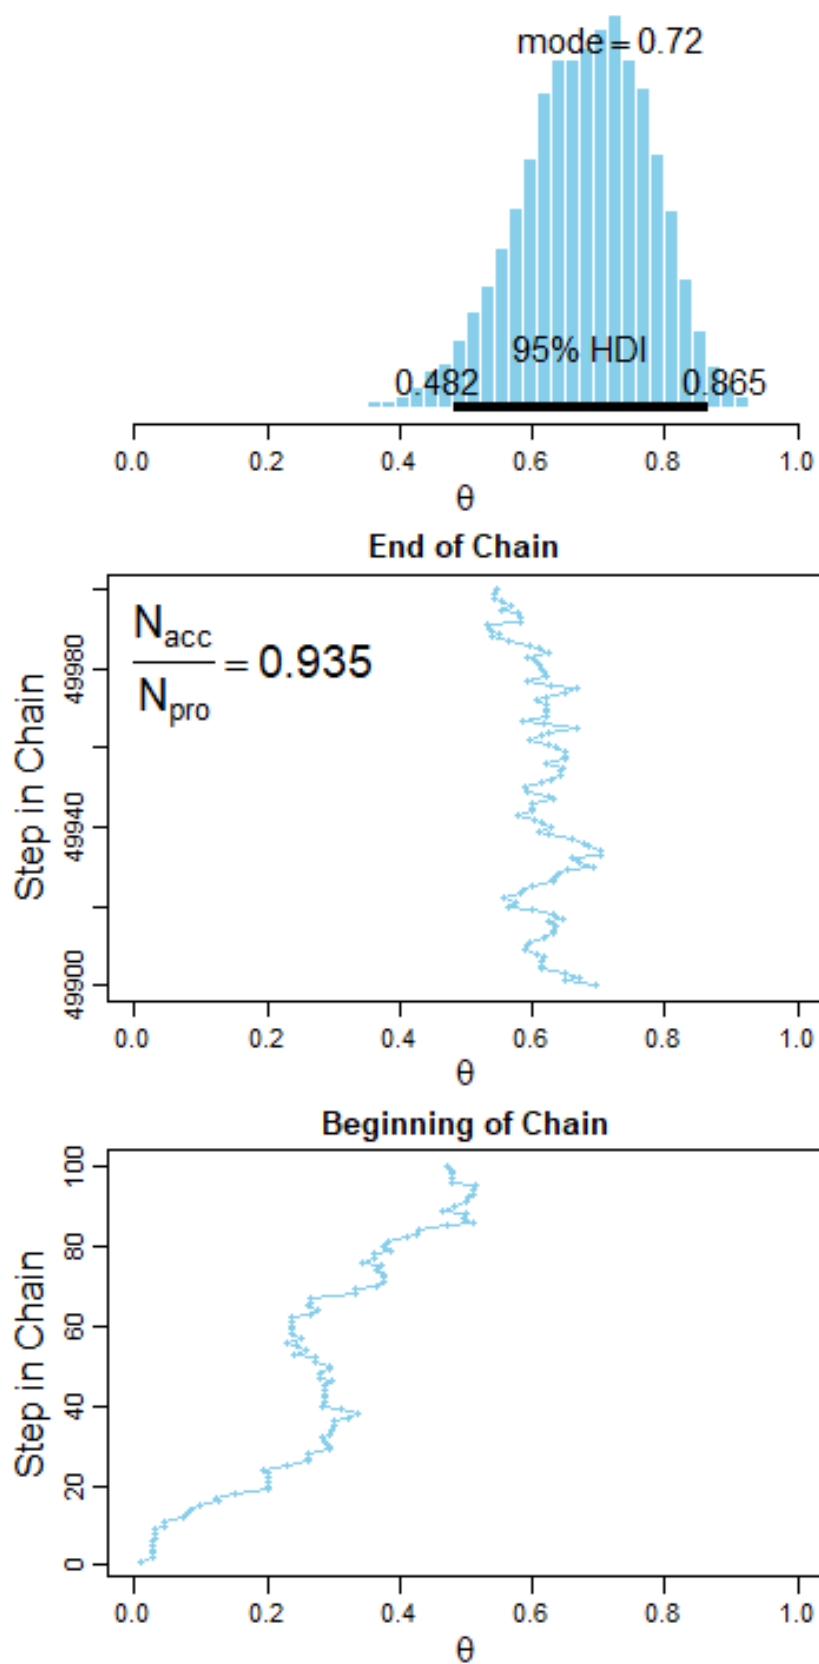 mode = 0.72
95% HDI
0.482 0.865
0.0 0.2 0.4 0.6 0.8 1.0
θ
End of Chain
N_acc
N_pro
= 0.935
Step in Chain
49980
49940
49900
0.0 0.2 0.4 0.6 0.8 1.0
θ
Beginning of Chain
Step in Chain
100
80
60
40
20
0
0.0 0.2 0.4 0.6 0.8 1.0
θ